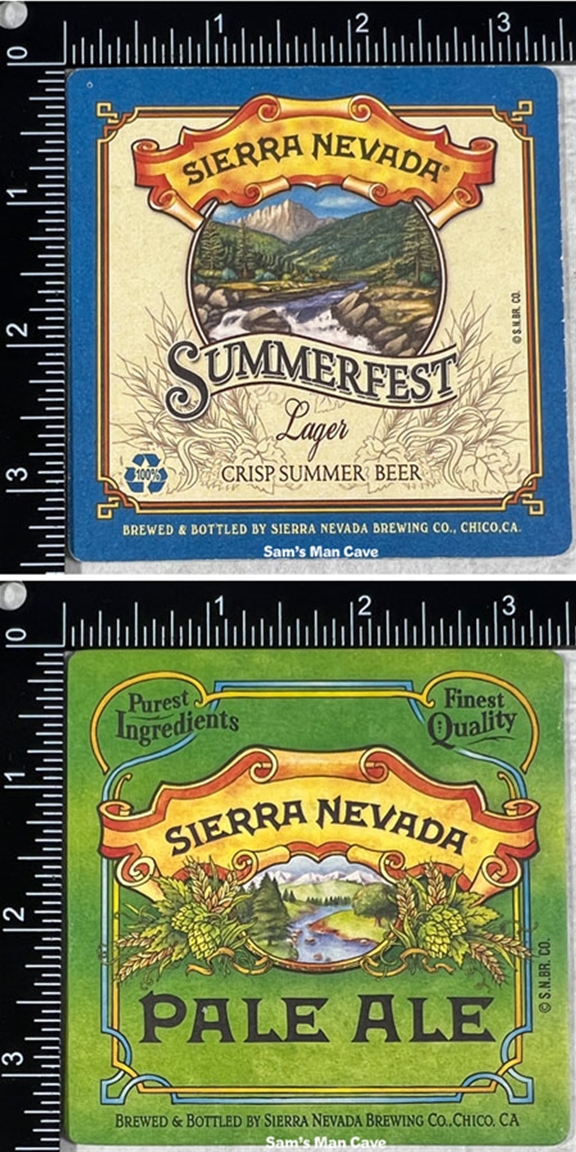 1 2 3
0
SIERRA NEVADA®
1
2
© S.N.BR. CO.
SUMMERFEST
Lager
3
100%
CRISP SUMMER BEER
BREWED & BOTTLED BY SIERRA NEVADA BREWING CO., CHICO, CA.
Sam's Man Cave
1 2 3
0
Purest
Ingredients
Finest
Quality
1
SIERRA NEVADA®
2
© S.N.BR. CO.
PALE ALE
3
BREWED & BOTTLED BY SIERRA NEVADA BREWING CO., CHICO, CA
Sam's Man Cave